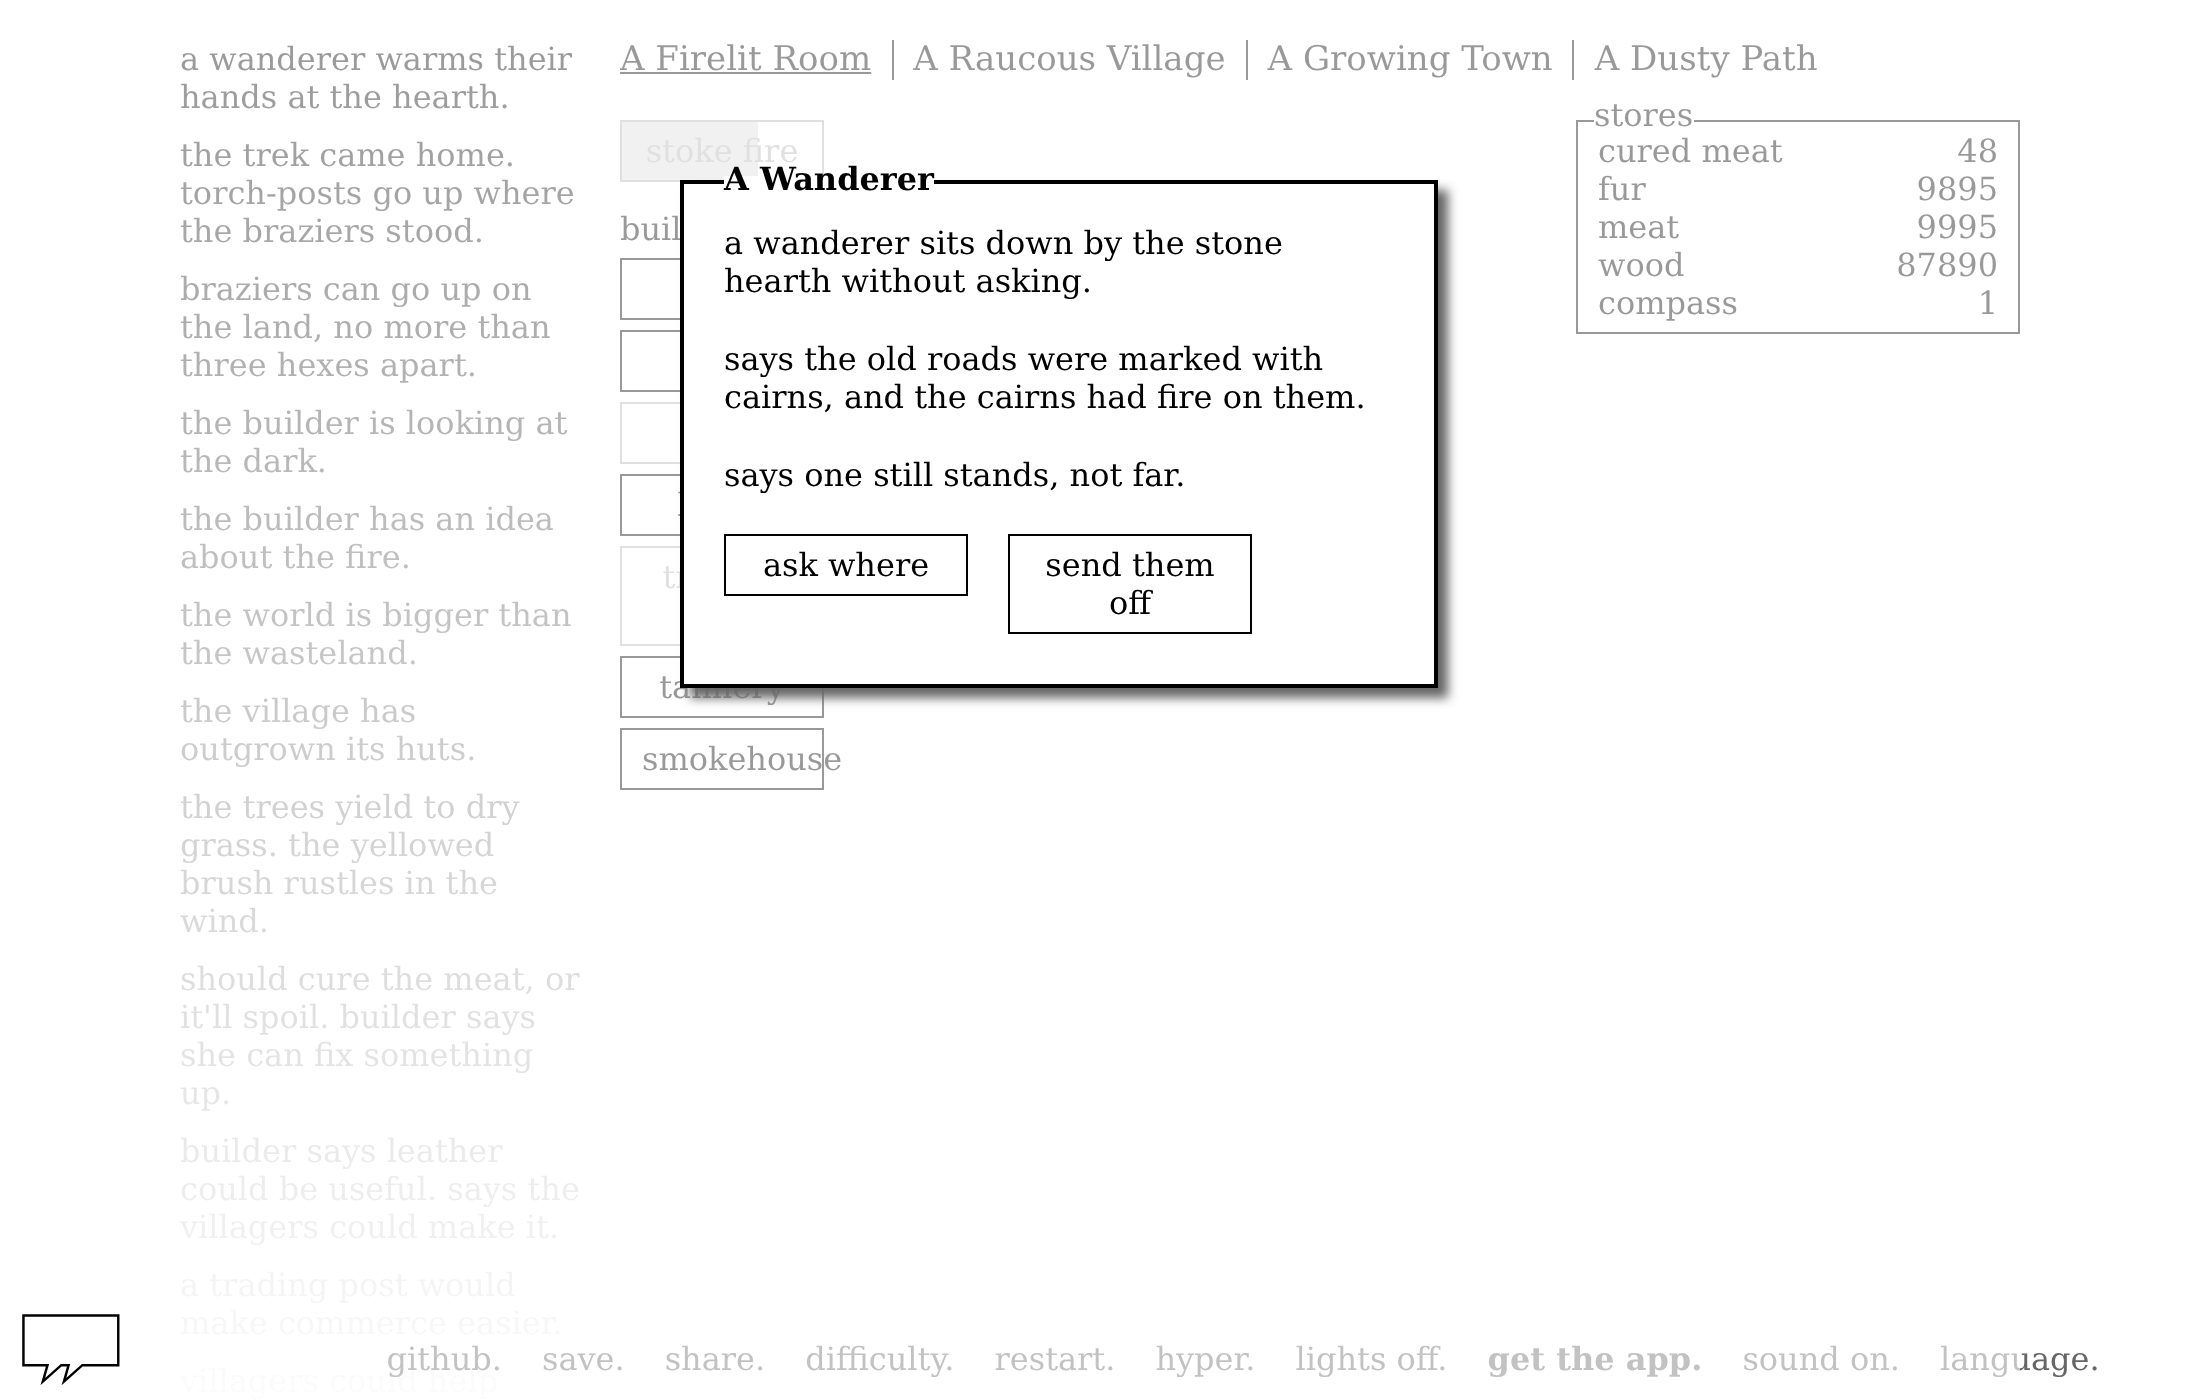 a wanderer warms their
hands at the hearth.
the trek came home.
torch-posts go up where
the braziers stood.
braziers can go up on
the land, no more than
three hexes apart.
the builder is looking at
the dark.
the builder has an idea
about the fire.
the world is bigger than
the wasteland.
the village has
outgrown its huts.
the trees yield to dry
grass. the yellowed
brush rustles in the
wind.
should cure the meat, or
it'll spoil. builder says
she can fix something
up.
builder says leather
could be useful. says the
villagers could make it.
a trading post would
make commerce easier.
villagers could help
A Firelit Room
A Raucous Village
A Growing Town
A Dusty Path
stoke fire
tannery
smokehouse
A Wanderer
a wanderer sits down by the stone
hearth without asking.
says the old roads were marked with
cairns, and the cairns had fire on them.
says one still stands, not far.
ask where
send them
off
stores
cured meat 48
fur 9895
meat 9995
wood 87890
compass 1
github. save. share. difficulty. restart. hyper. lights off. get the app. sound on. language.